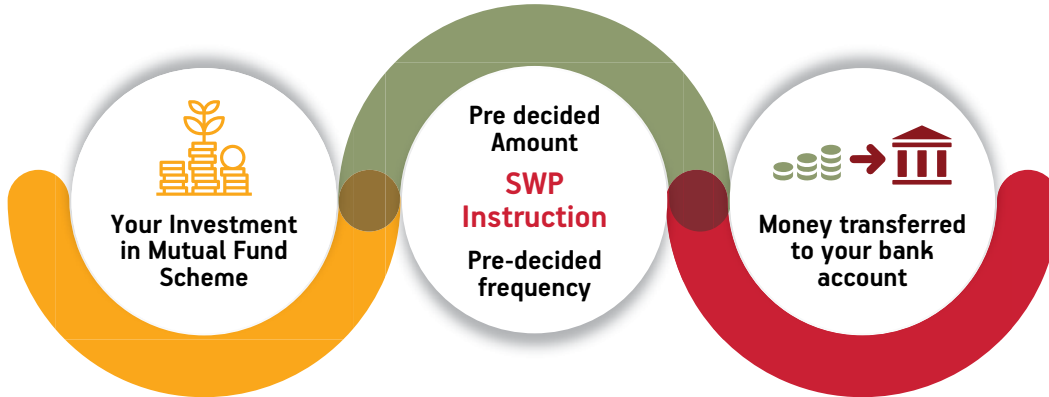 Your Investment
in Mutual Fund
Scheme
Pre decided
Amount
SWP
Instruction
Pre-decided
frequency
Money transferred
to your bank
account